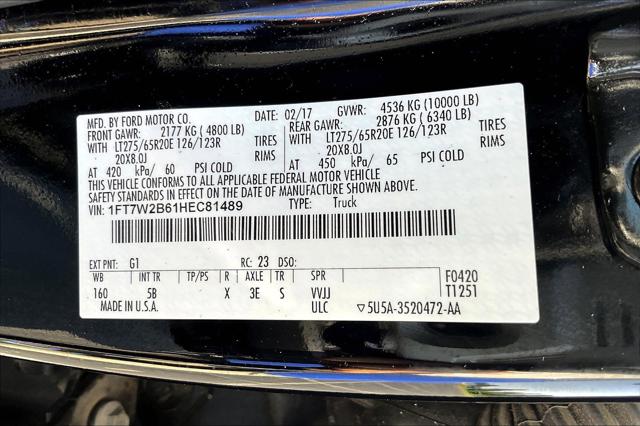 MFD. BY FORD MOTOR CO. DATE: 02/17 GVWR: 4536 KG (10000 LB)
FRONT GAWR: 2177 KG ( 4800 LB) REAR GAWR: 2876 KG ( 6340 LB)
WITH LT275/65R20E 126/123R TIRES WITH LT275/65R20E 126/123R TIRES
20X8.0J RIMS 20X8.0J RIMS
AT 420 kPa/ 60 PSI COLD AT 450 kPa/ 65 PSI COLD
THIS VEHICLE CONFORMS TO ALL APPLICABLE FEDERAL MOTOR VEHICLE
SAFETY STANDARDS IN EFFECT ON THE DATE OF MANUFACTURE SHOWN ABOVE.
VIN: 1FT7W2B61HEC81489 TYPE: Truck
EXT PNT: G1 RC: 23 DSO:
WB INT TR TP/PS R AXLE TR SPR F0420
160 5B X 3E S VVJJ T1251
MADE IN U.S.A. ULC ▽5U5A-3520472-AA